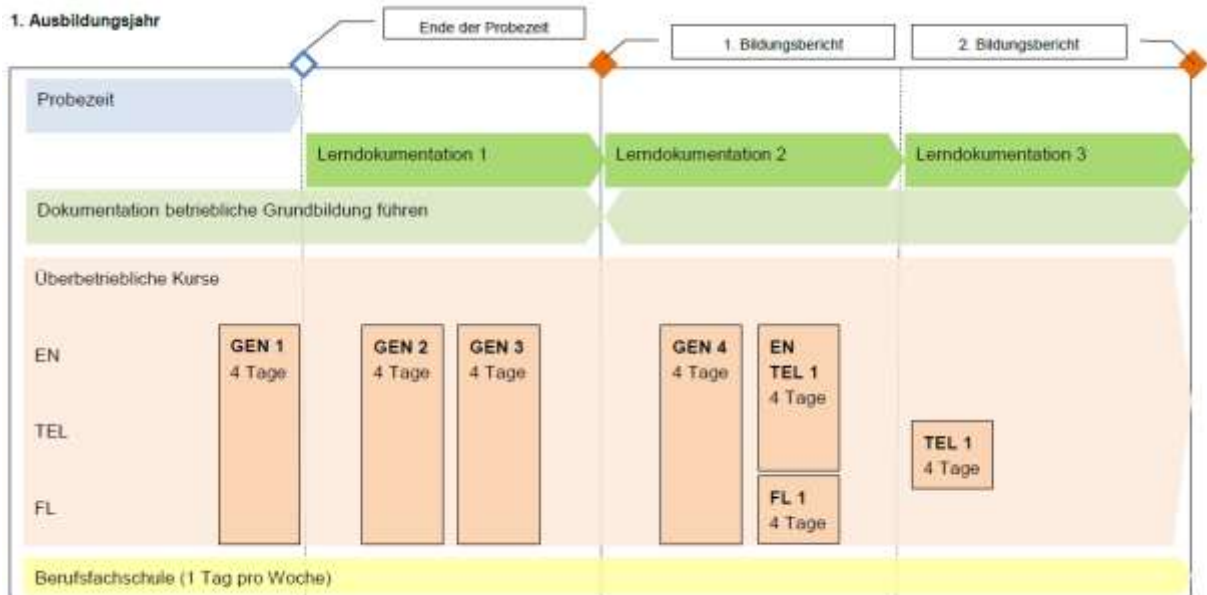 1. Ausbildungsjahr
Ende der Probezeit
1. Bildungsbericht
2. Bildungsbericht
Probezeit
Lerndokumentation 1
Lerndokumentation 2
Lerndokumentation 3
Dokumentation betriebliche Grundbildung führen
Überbetriebliche Kurse
EN
TEL
FL
GEN 1
4 Tage
GEN 2
4 Tage
GEN 3
4 Tage
GEN 4
4 Tage
EN
TEL 1
4 Tage
FL 1
4 Tage
TEL 1
4 Tage
Berufsfachschule (1 Tag pro Woche)